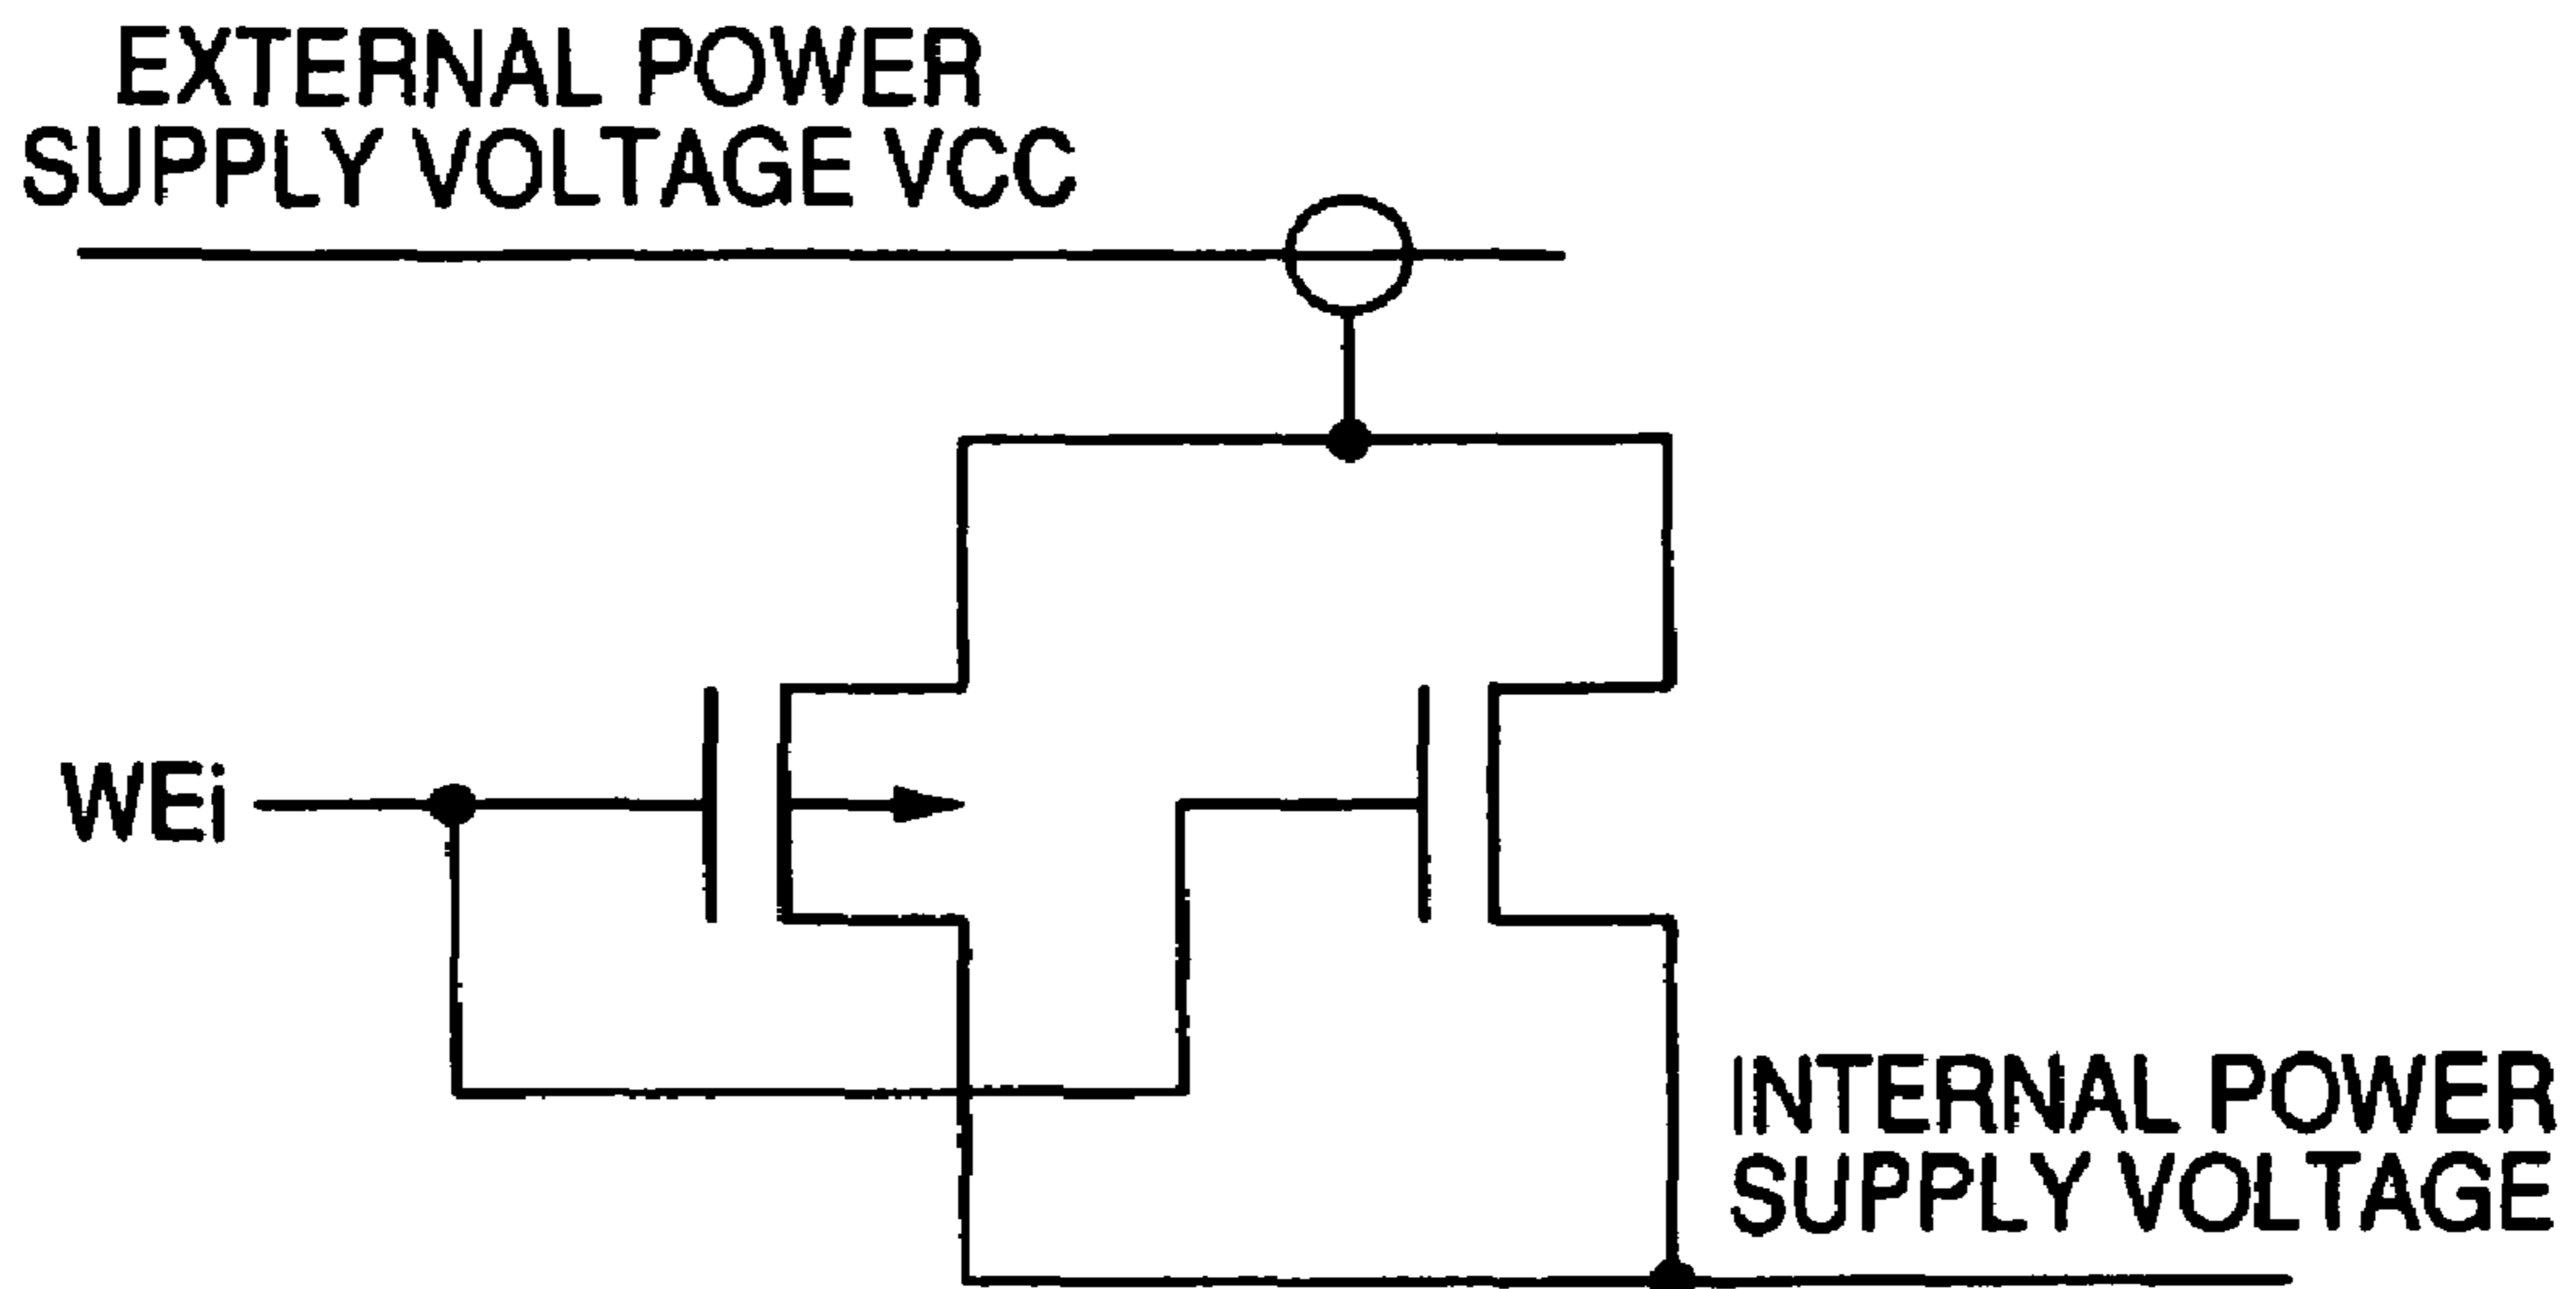 EXTERNAL POWER
SUPPLY VOLTAGE VCC
WEi
INTERNAL POWER
SUPPLY VOLTAGE